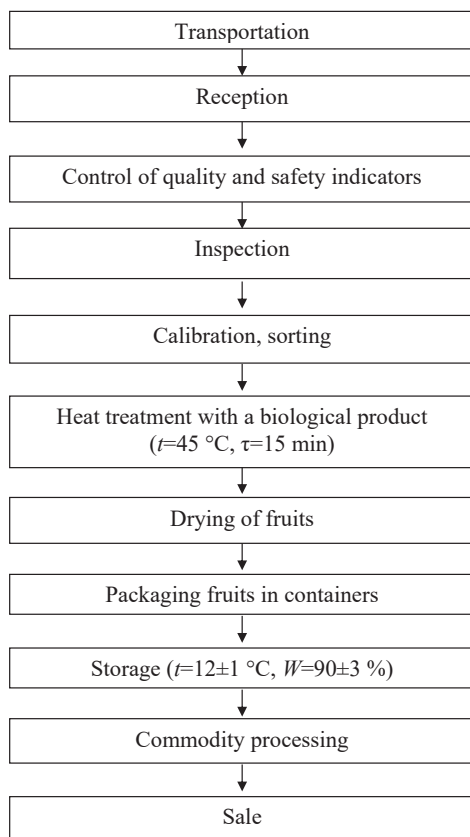 Transportation
Reception
Control of quality and safety indicators
Inspection
Calibration, sorting
Heat treatment with a biological product
(t=45 °C, τ=15 min)
Drying of fruits
Packaging fruits in containers
Storage (t=12±1 °C, W=90±3 %)
Commodity processing
Sale